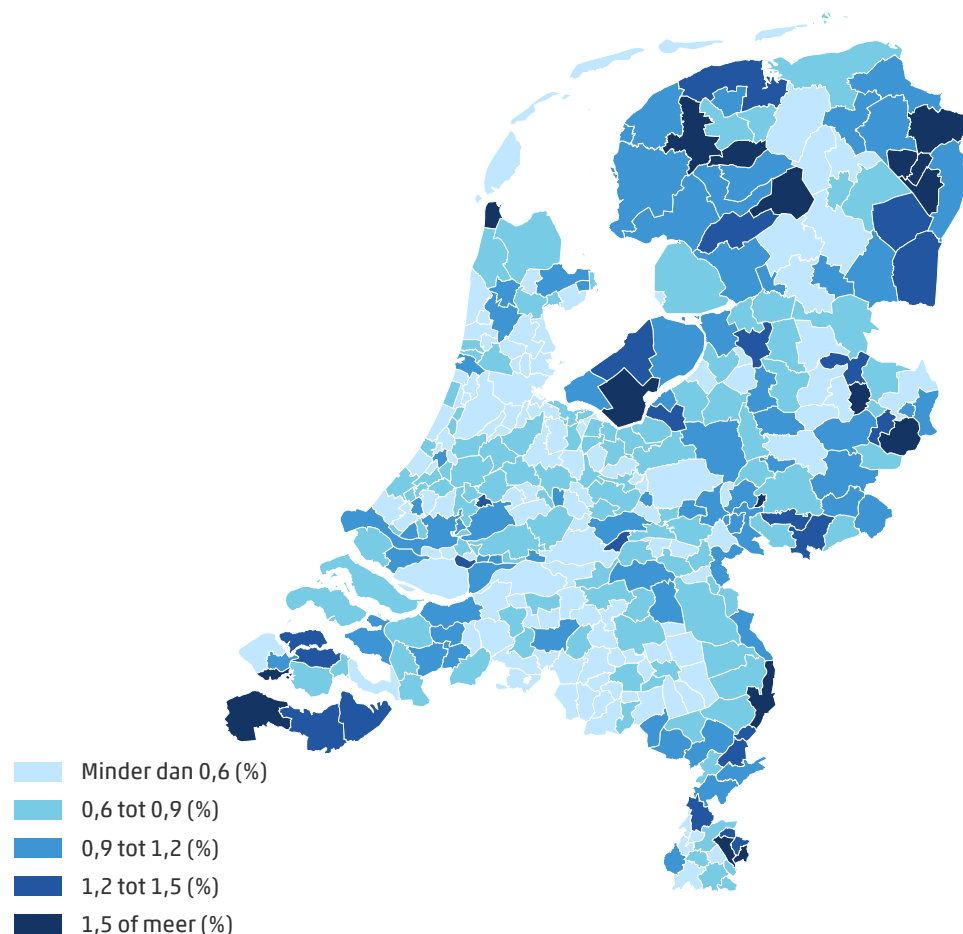 Minder dan 0,6 (%)
0,6 tot 0,9 (%)
0,9 tot 1,2 (%)
1,2 tot 1,5 (%)
1,5 of meer (%)